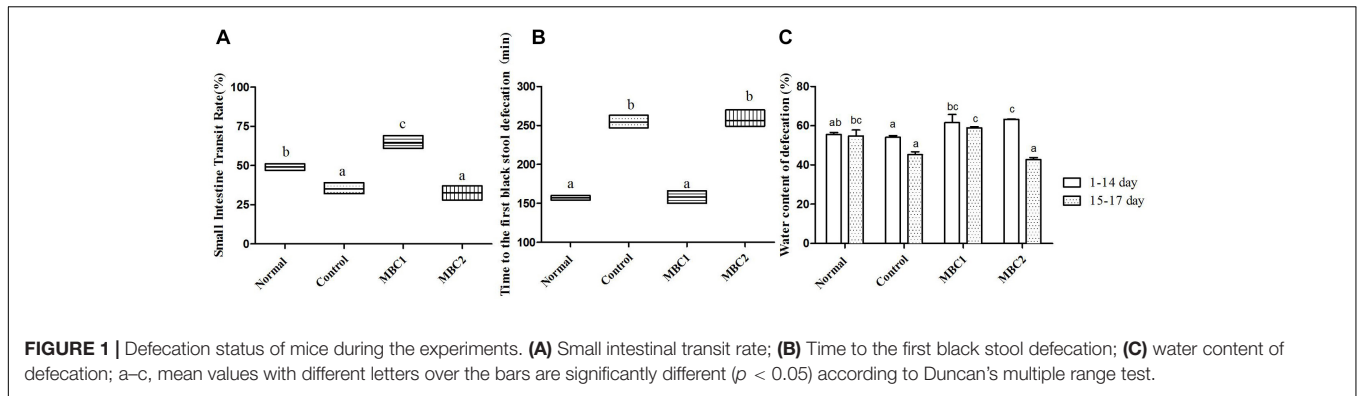 A
Small Intestine Transit Rate(%)
100
75
50
25
0
b
a
c
a
Normal
Control
MBC1
MBC2
B
Time to the first black stool defecation (min)
300
250
200
150
100
a
b
a
b
Normal
Control
MBC1
MBC2
C
Water content of defecation (%)
80
60
40
20
0
ab
bc
a
a
bc
c
c
a
Normal
Control
MBC1
MBC2
1-14 day
15-17 day
FIGURE 1 | Defecation status of mice during the experiments. (A) Small intestinal transit rate; (B) Time to the first black stool defecation; (C) water content of
defecation; a–c, mean values with different letters over the bars are significantly different (p < 0.05) according to Duncan's multiple range test.